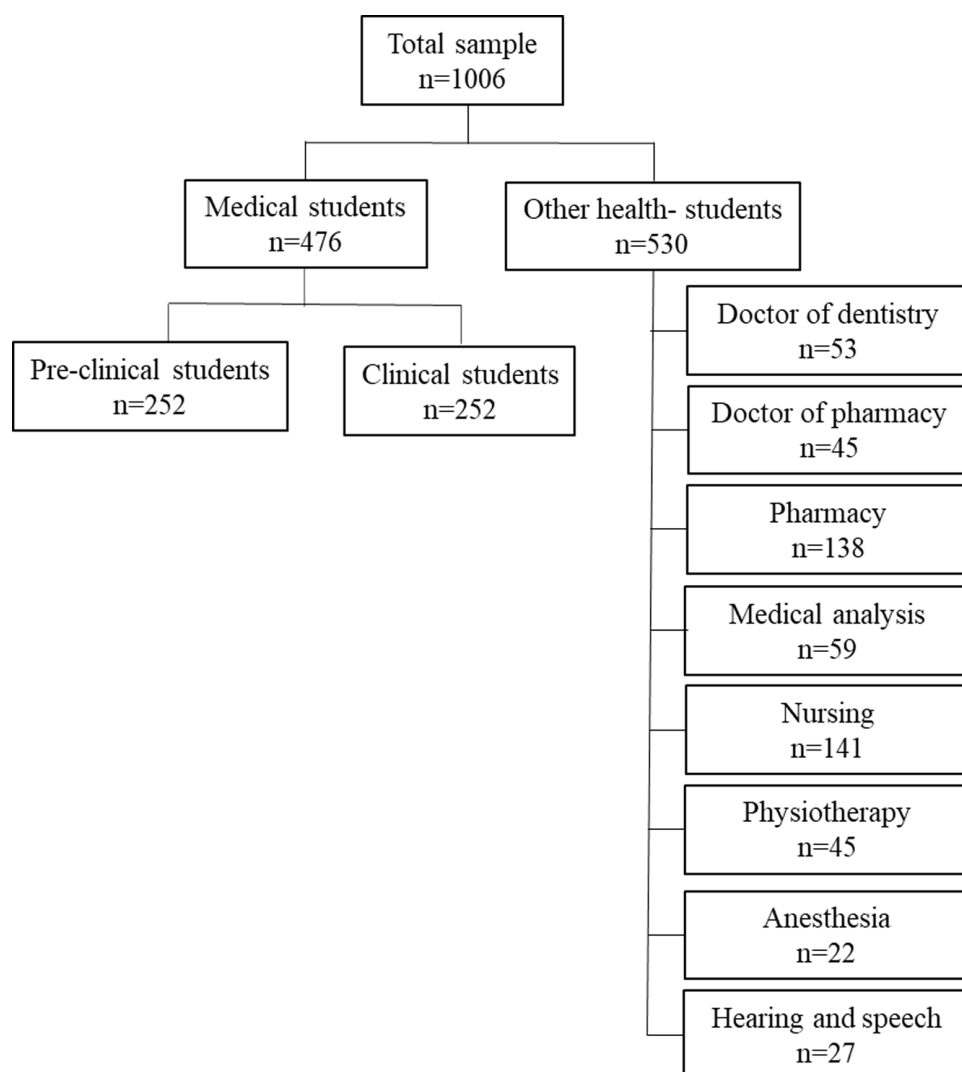 Total sample
n=1006
Medical students
n=476
Other health- students
n=530
Pre-clinical students
n=252
Clinical students
n=252
Doctor of dentistry
n=53
Doctor of pharmacy
n=45
Pharmacy
n=138
Medical analysis
n=59
Nursing
n=141
Physiotherapy
n=45
Anesthesia
n=22
Hearing and speech
n=27